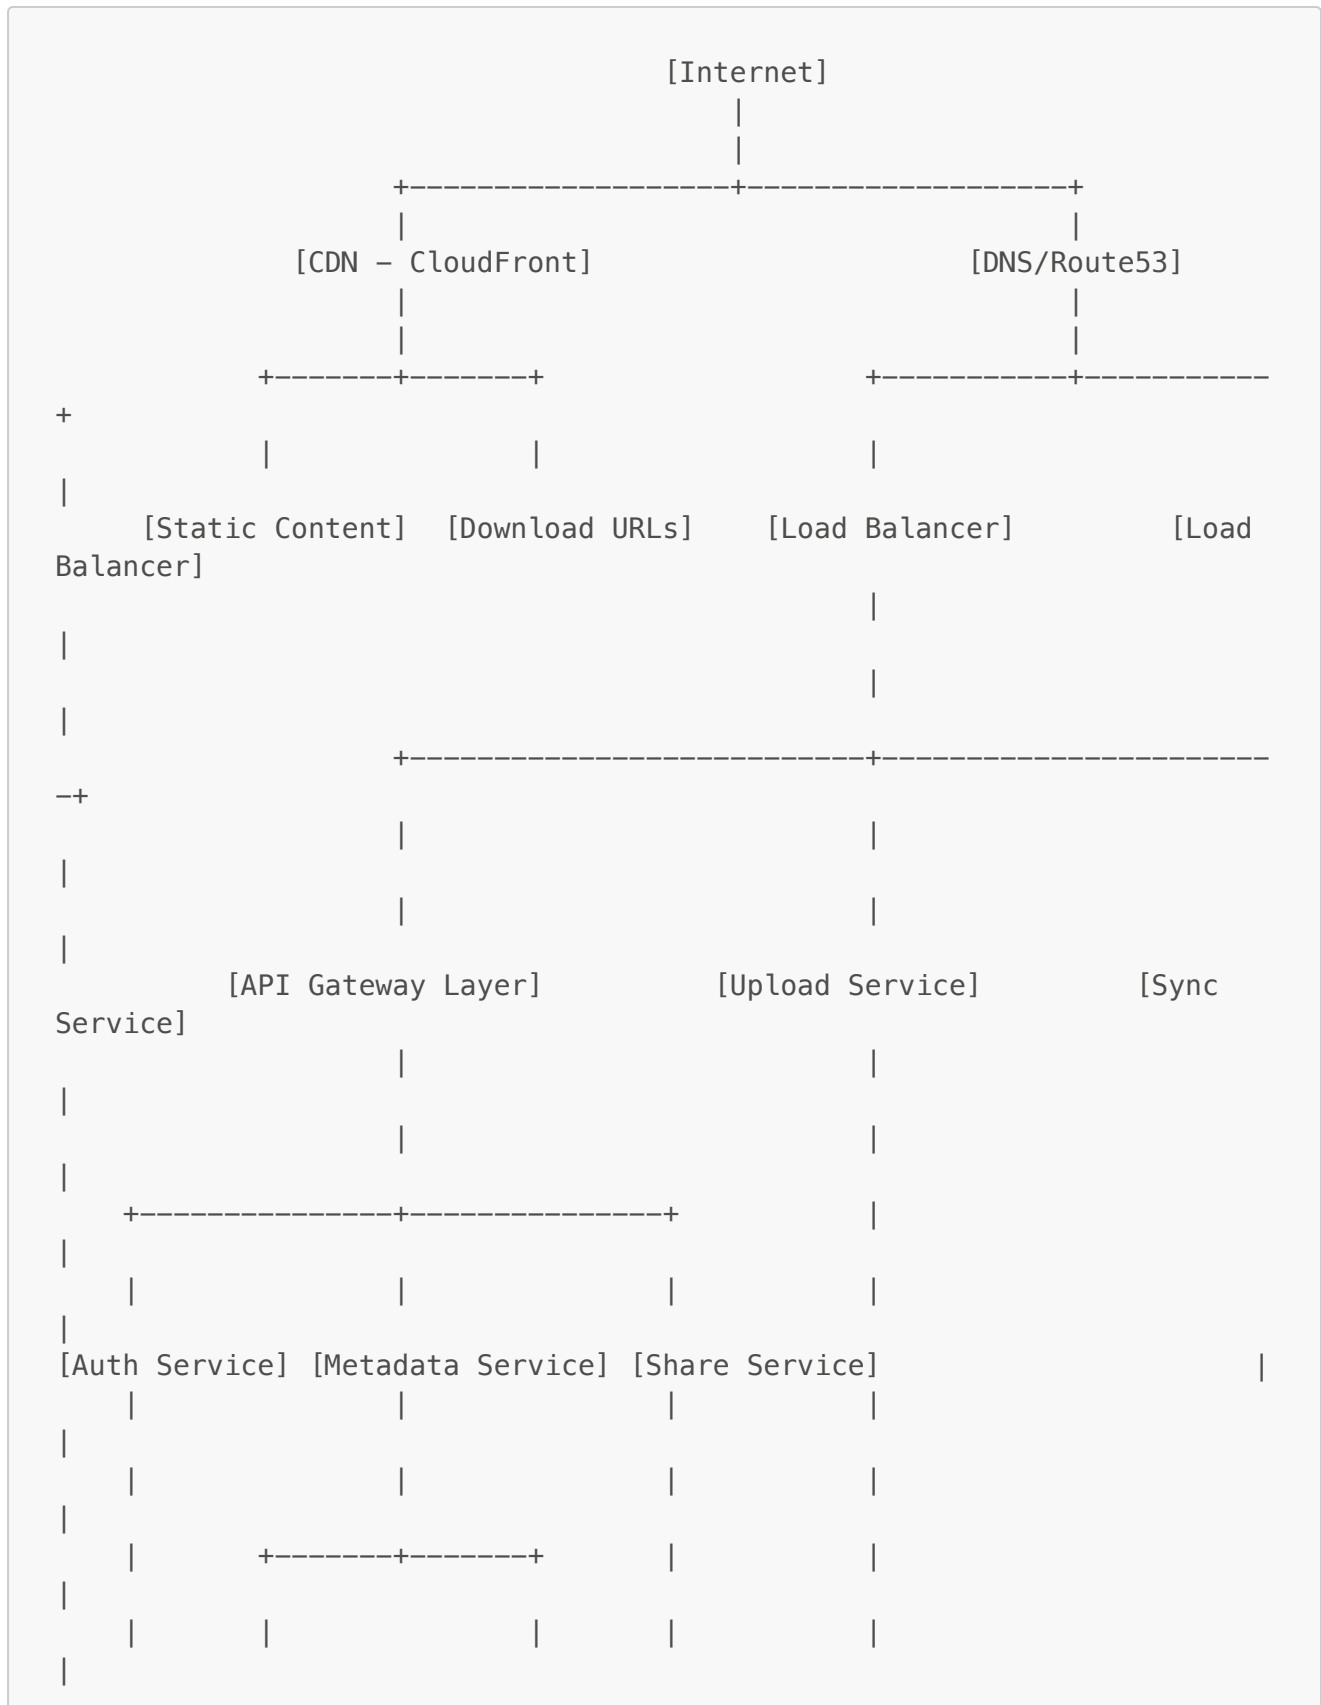 [Internet]
                                        |
                                        |
                    +-------------------+-------------------+
                    |                                       |
              [CDN - CloudFront]                      [DNS/Route53]
                    |                                       |
                    |                                       |
            +-------+-------+                   +-----------+-----------
+
            |               |                   |
|
     [Static Content]  [Download URLs]    [Load Balancer]         [Load
Balancer]
                                                |
|
                                                |
|
                    +---------------------------+-----------------------
-+
                    |                           |
|
                    |                           |
|
          [API Gateway Layer]          [Upload Service]         [Sync
Service]
                    |                           |
|
                    |                           |
|
    +---------------+---------------+           |
|
    |               |               |           |
|
[Auth Service] [Metadata Service] [Share Service]                      |
    |               |               |           |
|
    |               |               |           |
|
    |       +-------+-------+       |           |
|
    |       |               |       |           |
|